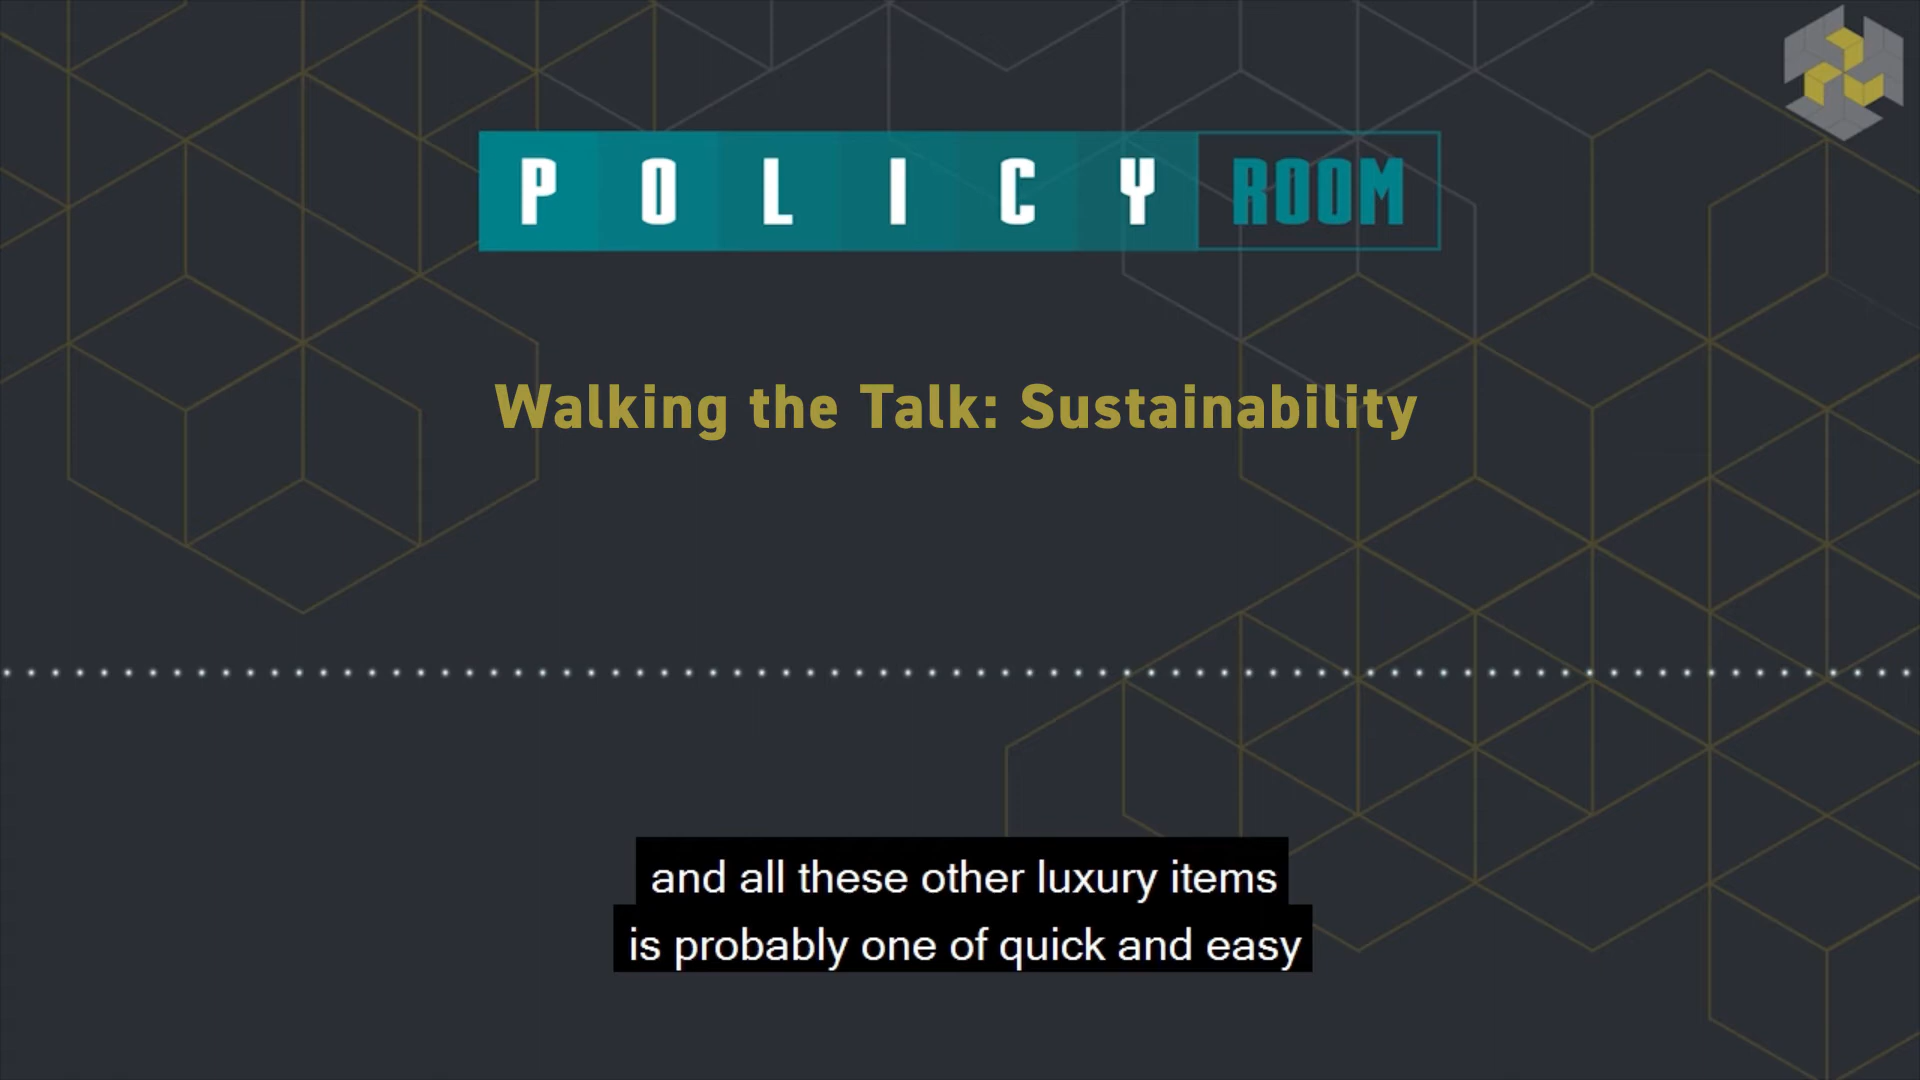 POLICY ROOM
Walking the Talk: Sustainability
and all these other luxury items
is probably one of quick and easy